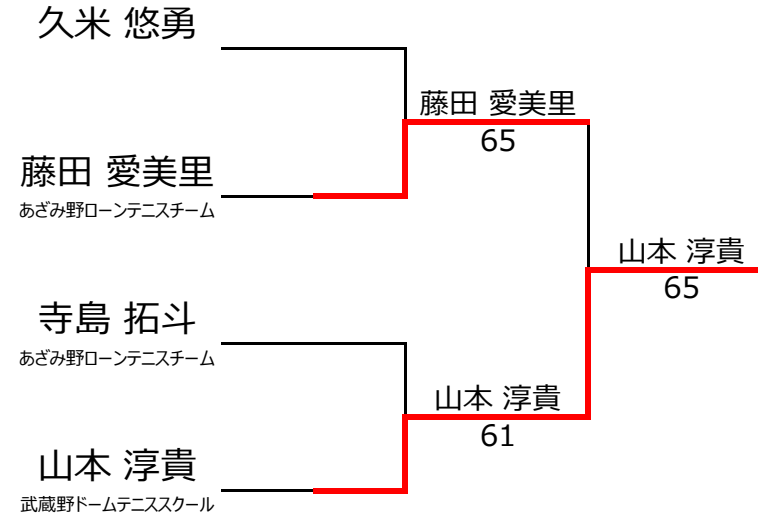 久米 悠勇
藤田 愛美里
65
藤田 愛美里
あざみ野ローンテニスチーム
山本 淳貴
65
寺島 拓斗
あざみ野ローンテニスチーム
山本 淳貴
61
山本 淳貴
武蔵野ドームテニススクール